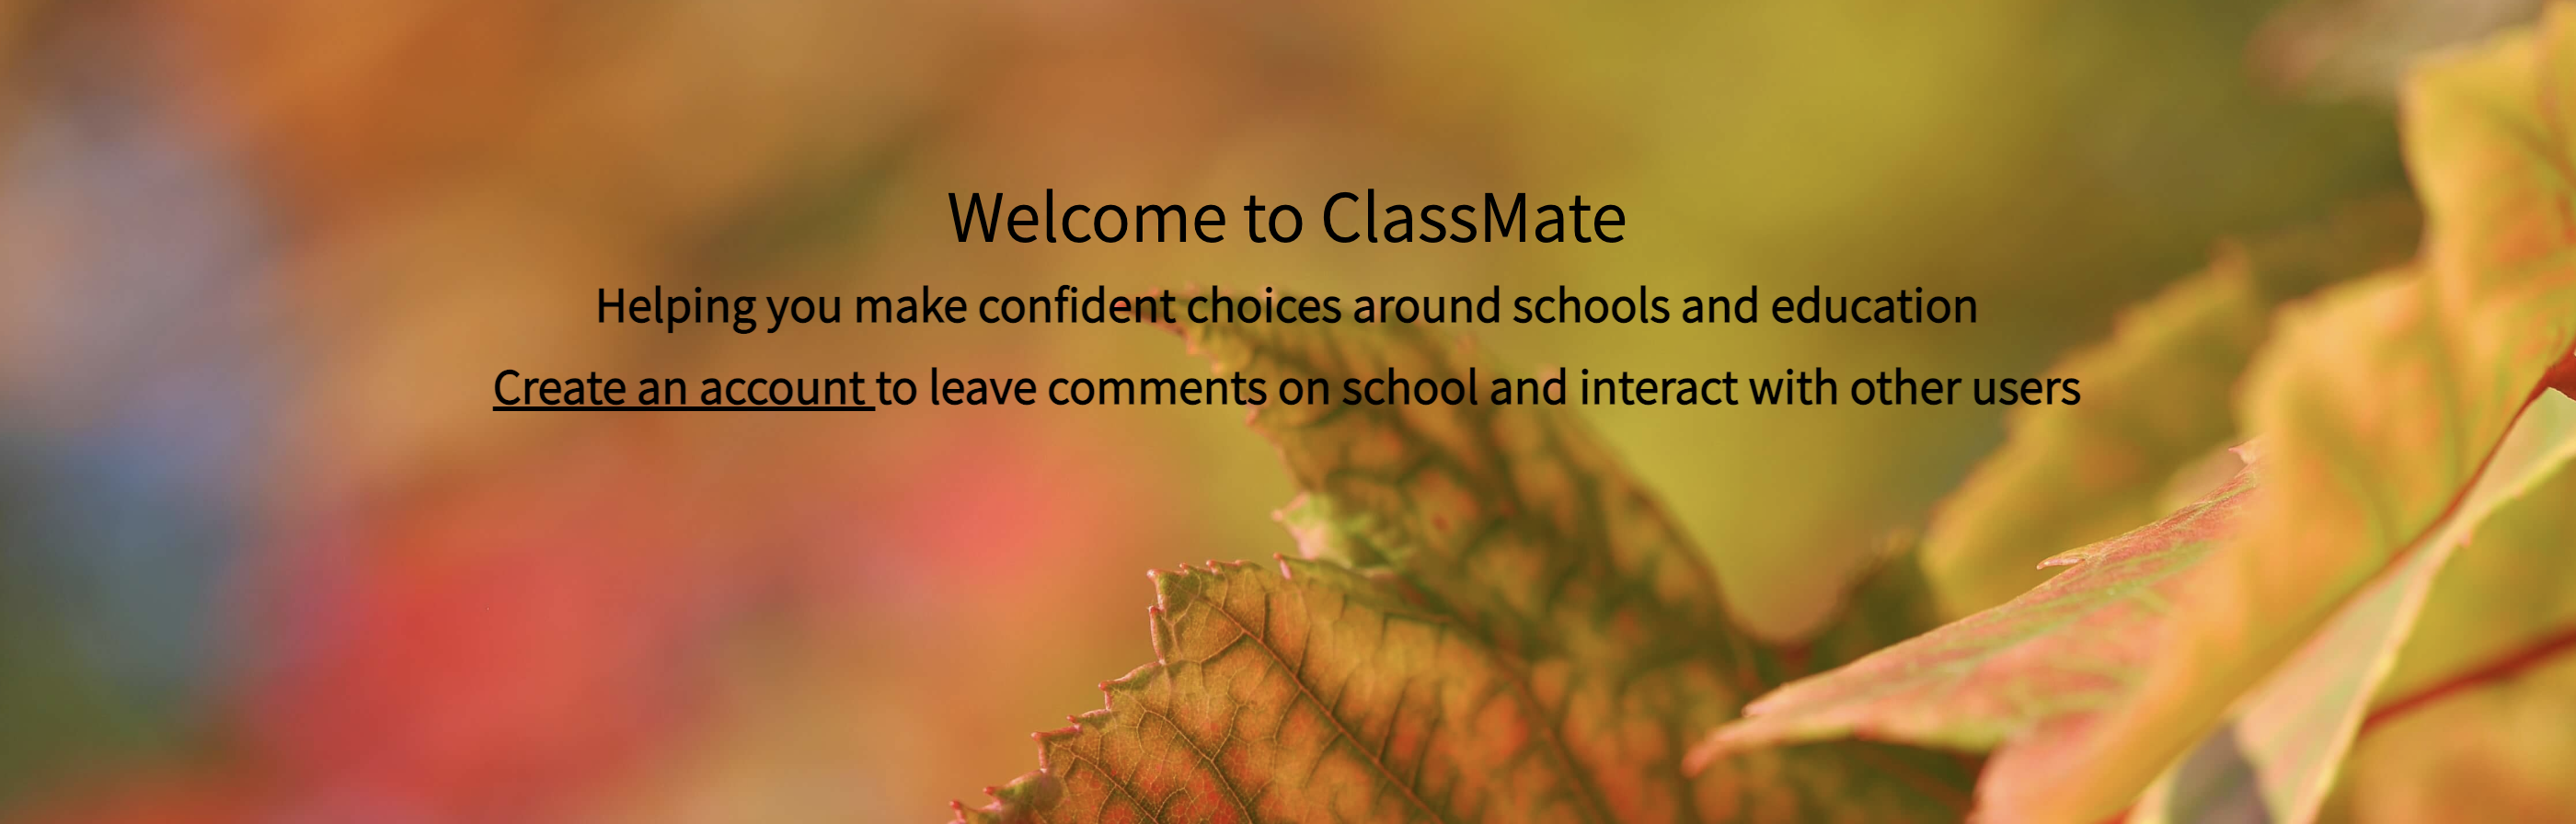 Welcome to ClassMate
Helping you make confident choices around schools and education
Create an account to leave comments on school and interact with other users